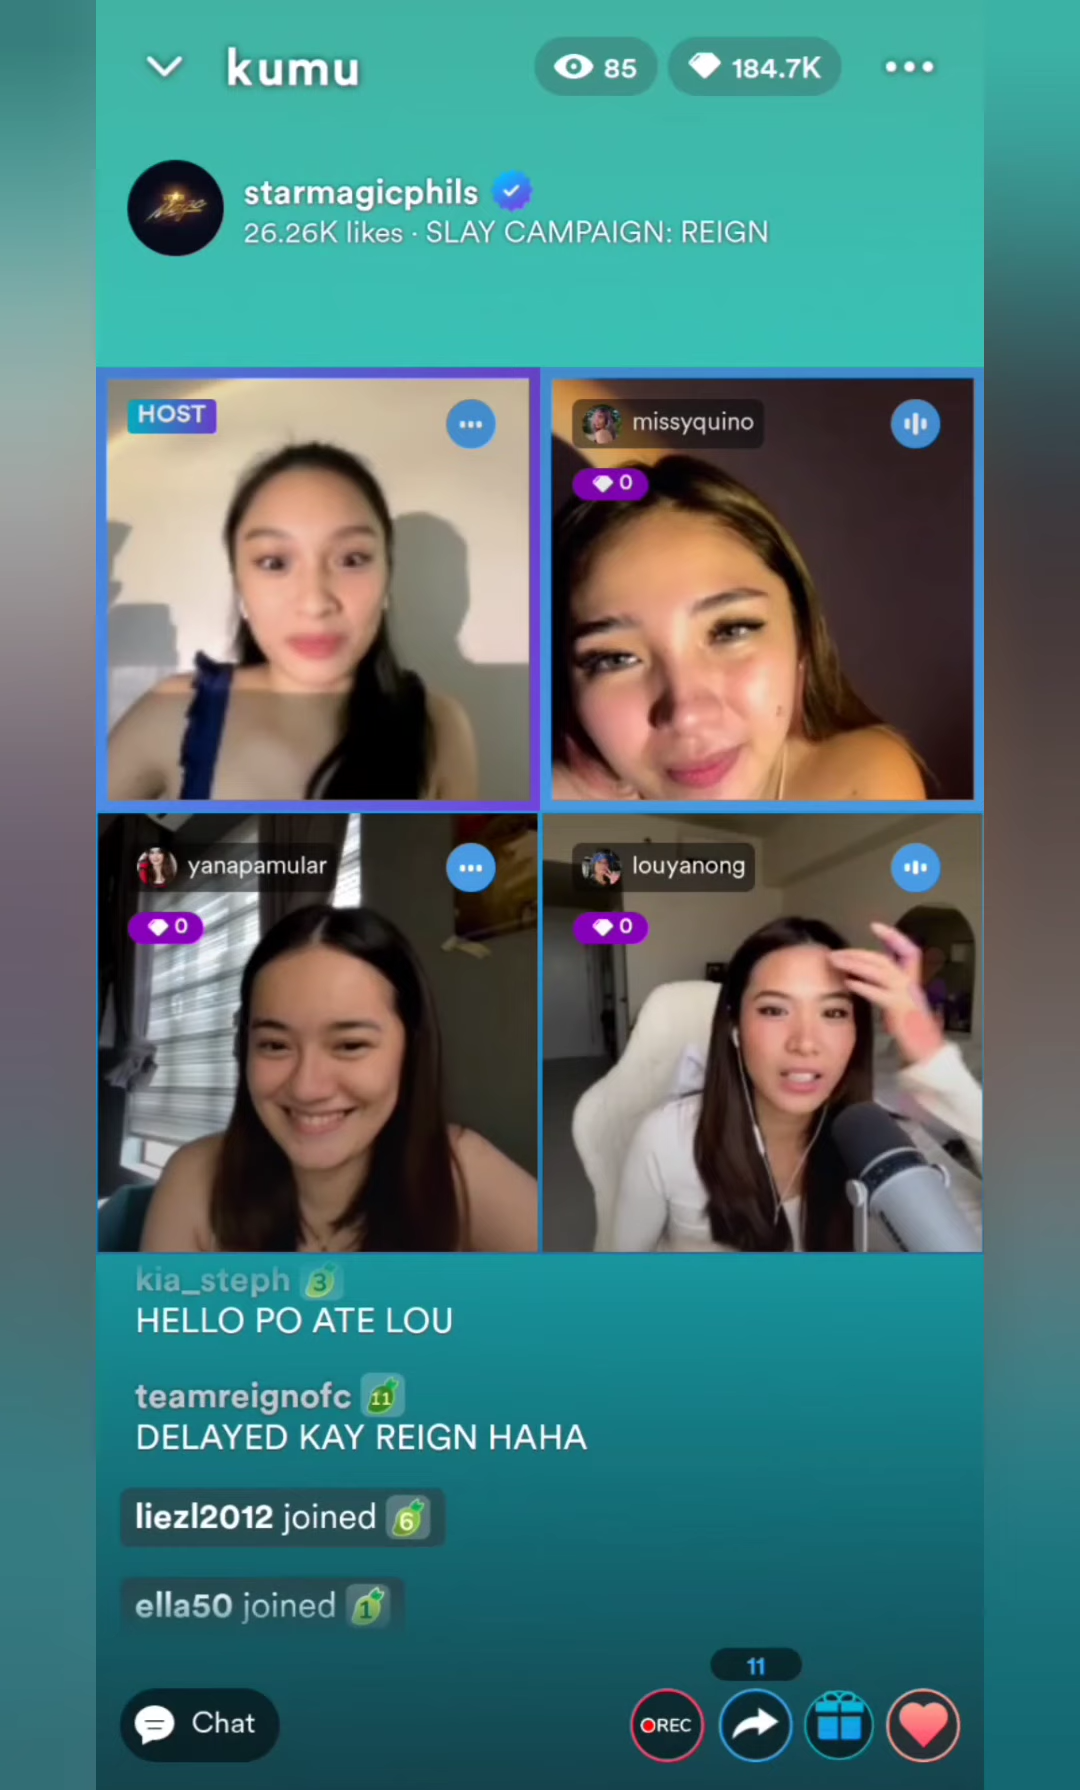 kumu
85
184.7K
starmagicphils
26.26K likes · SLAY CAMPAIGN: REIGN
HOST
missyquino
0
yanapamular
0
louyanong
0
kia_steph 3
HELLO PO ATE LOU
teamreignofc 11
DELAYED KAY REIGN HAHA
liezl2012 joined 6
ella50 joined 1
11
Chat
REC